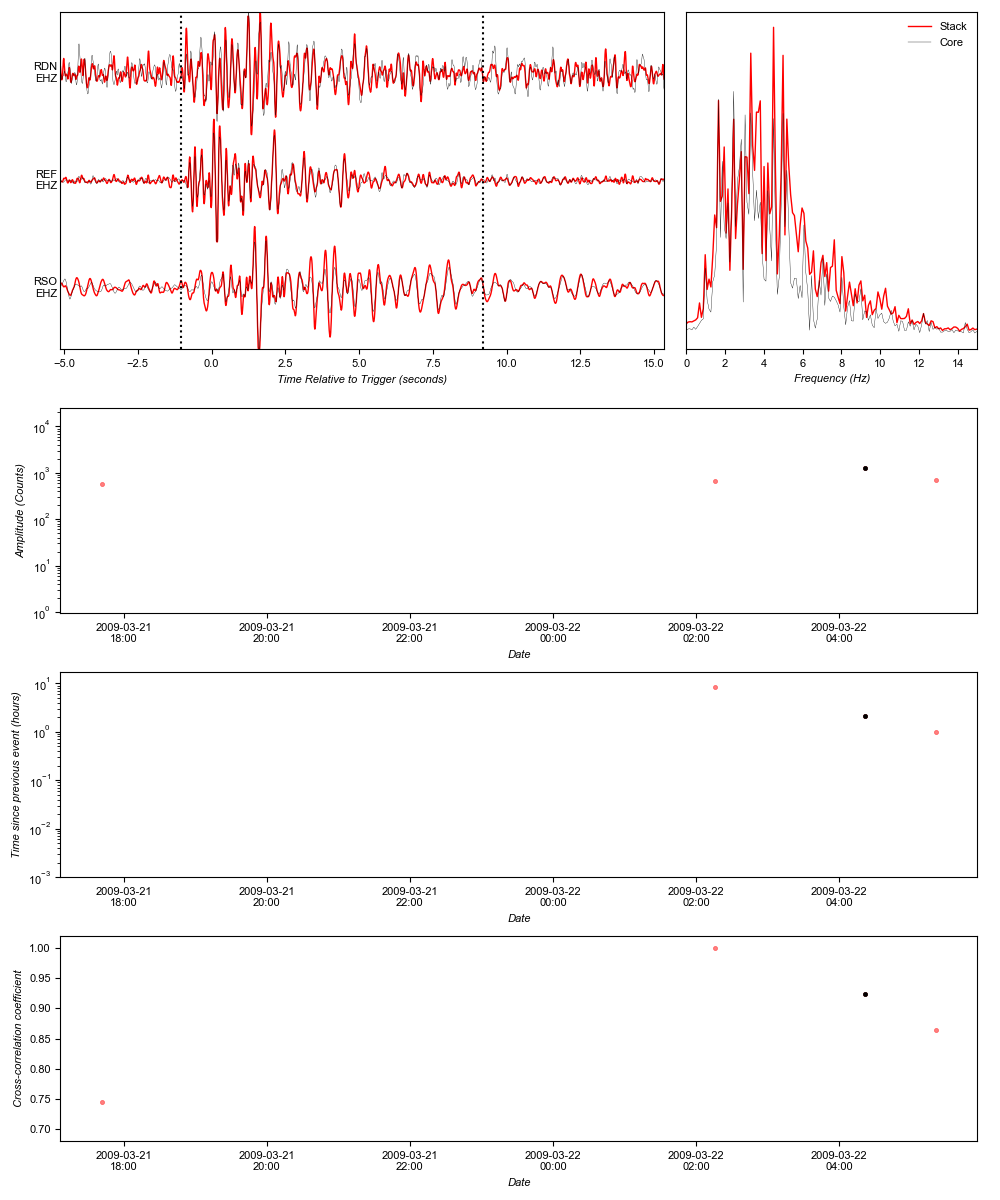 RDN
EHZ
REF
EHZ
RSO
EHZ
−5.0 −2.5 0.0 2.5 5.0 7.5 10.0 12.5 15.0
Time Relative to Trigger (seconds)
Stack
Core
0 2 4 6 8 10 12 14
Frequency (Hz)
Amplitude (Counts)
10^4
10^3
10^2
10^1
10^0
2009-03-21 2009-03-21 2009-03-21 2009-03-22 2009-03-22 2009-03-22
18:00 20:00 22:00 00:00 02:00 04:00
Date
Time since previous event (hours)
10^1
10^0
10^−1
10^−2
10^−3
2009-03-21 2009-03-21 2009-03-21 2009-03-22 2009-03-22 2009-03-22
18:00 20:00 22:00 00:00 02:00 04:00
Date
Cross-correlation coefficient
1.00
0.95
0.90
0.85
0.80
0.75
0.70
2009-03-21 2009-03-21 2009-03-21 2009-03-22 2009-03-22 2009-03-22
18:00 20:00 22:00 00:00 02:00 04:00
Date